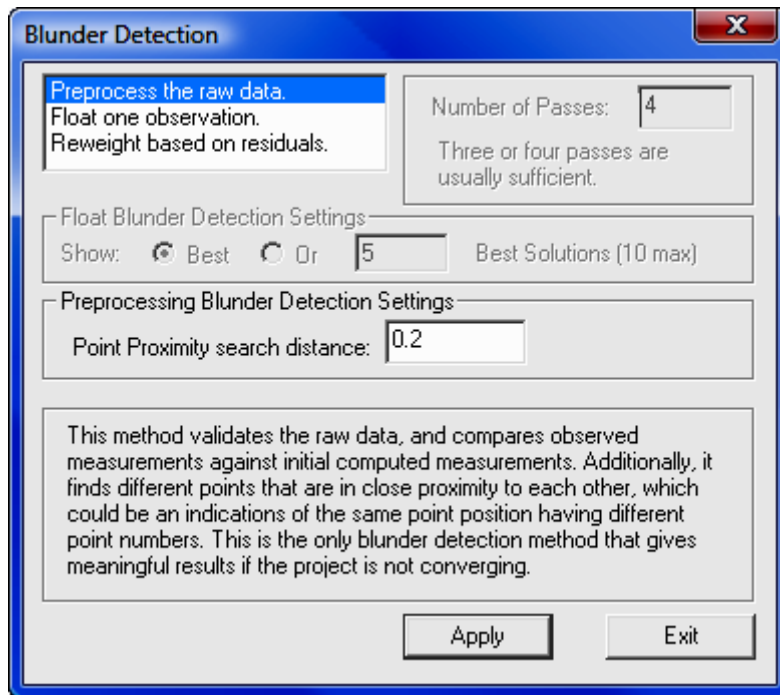 Blunder Detection
Preprocess the raw data.
Float one observation.
Reweight based on residuals.
Number of Passes: 4
Three or four passes are
usually sufficient.
Float Blunder Detection Settings
Show: Best Or 5 Best Solutions (10 max)
Preprocessing Blunder Detection Settings
Point Proximity search distance: 0.2
This method validates the raw data, and compares observed
measurements against initial computed measurements. Additionally, it
finds different points that are in close proximity to each other, which
could be an indications of the same point position having different
point numbers. This is the only blunder detection method that gives
meaningful results if the project is not converging.
Apply Exit